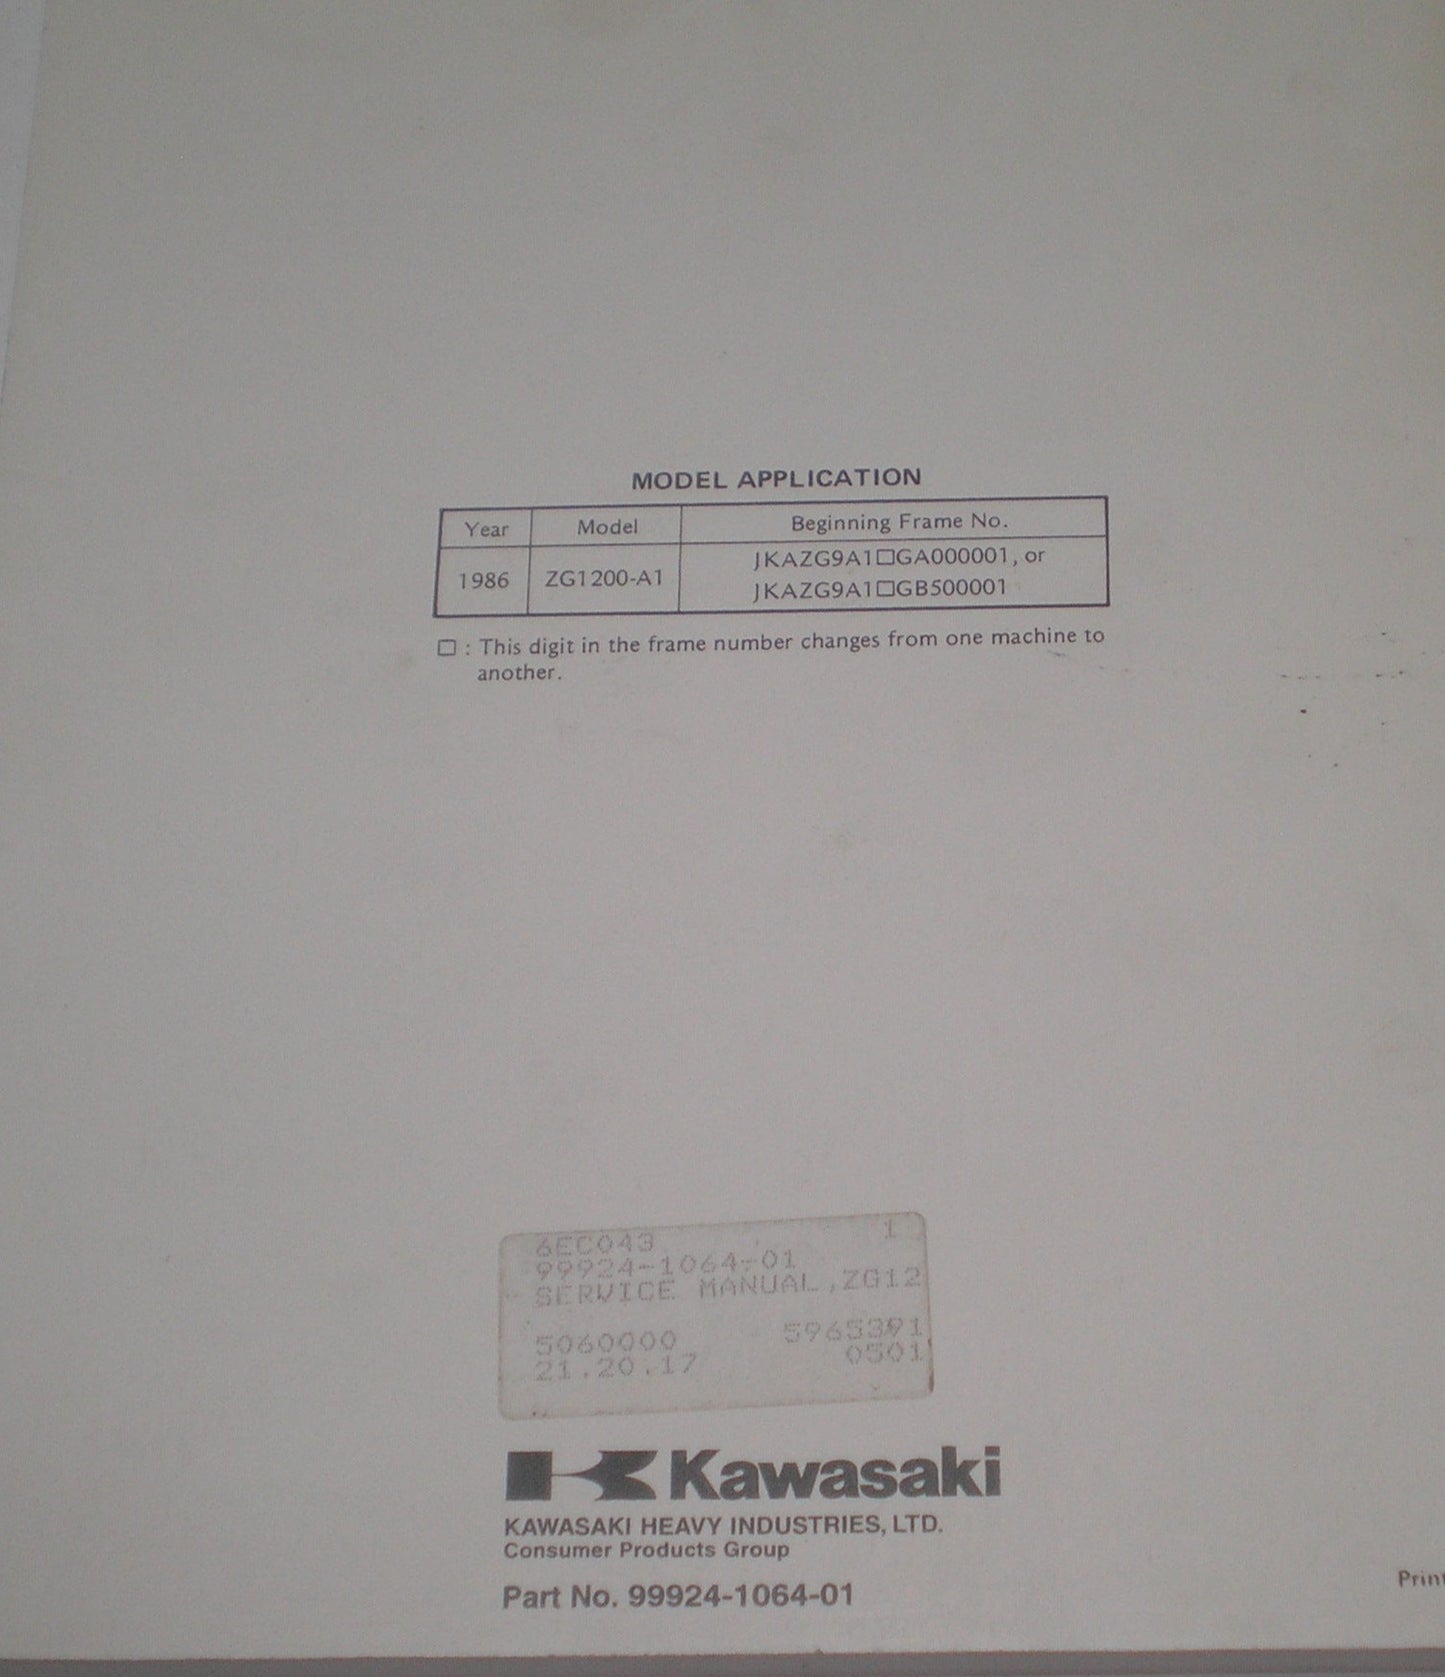 MODEL APPLICATION
Year Model Beginning Frame No.
1986 ZG1200-A1 JKAZG9A1□GA000001, or
JKAZG9A1□GB500001
□ : This digit in the frame number changes from one machine to
another.
6EC043 1
99924-1064-01
SERVICE MANUAL,ZG12
5060000 5965391
21.20.17 0501
Kawasaki
KAWASAKI HEAVY INDUSTRIES, LTD.
Consumer Products Group
Part No. 99924-1064-01